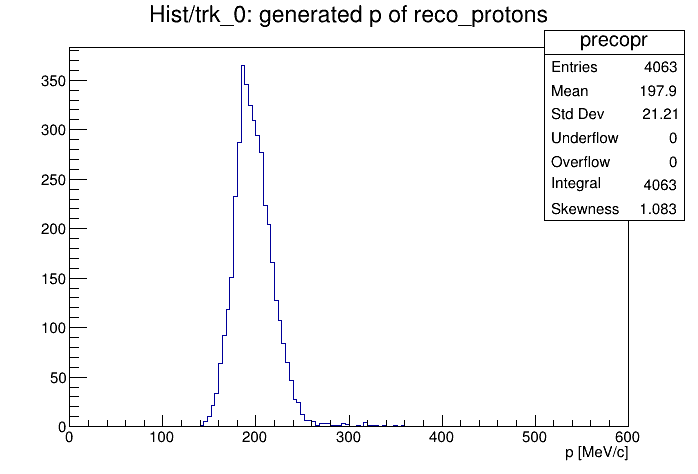 Hist/trk_0: generated p of reco_protons
precopr
Entries 4063
Mean 197.9
Std Dev 21.21
Underflow 0
Overflow 0
Integral 4063
Skewness 1.083
350
300
250
200
150
100
50
0
0 100 200 300 400 500 600
p [MeV/c]